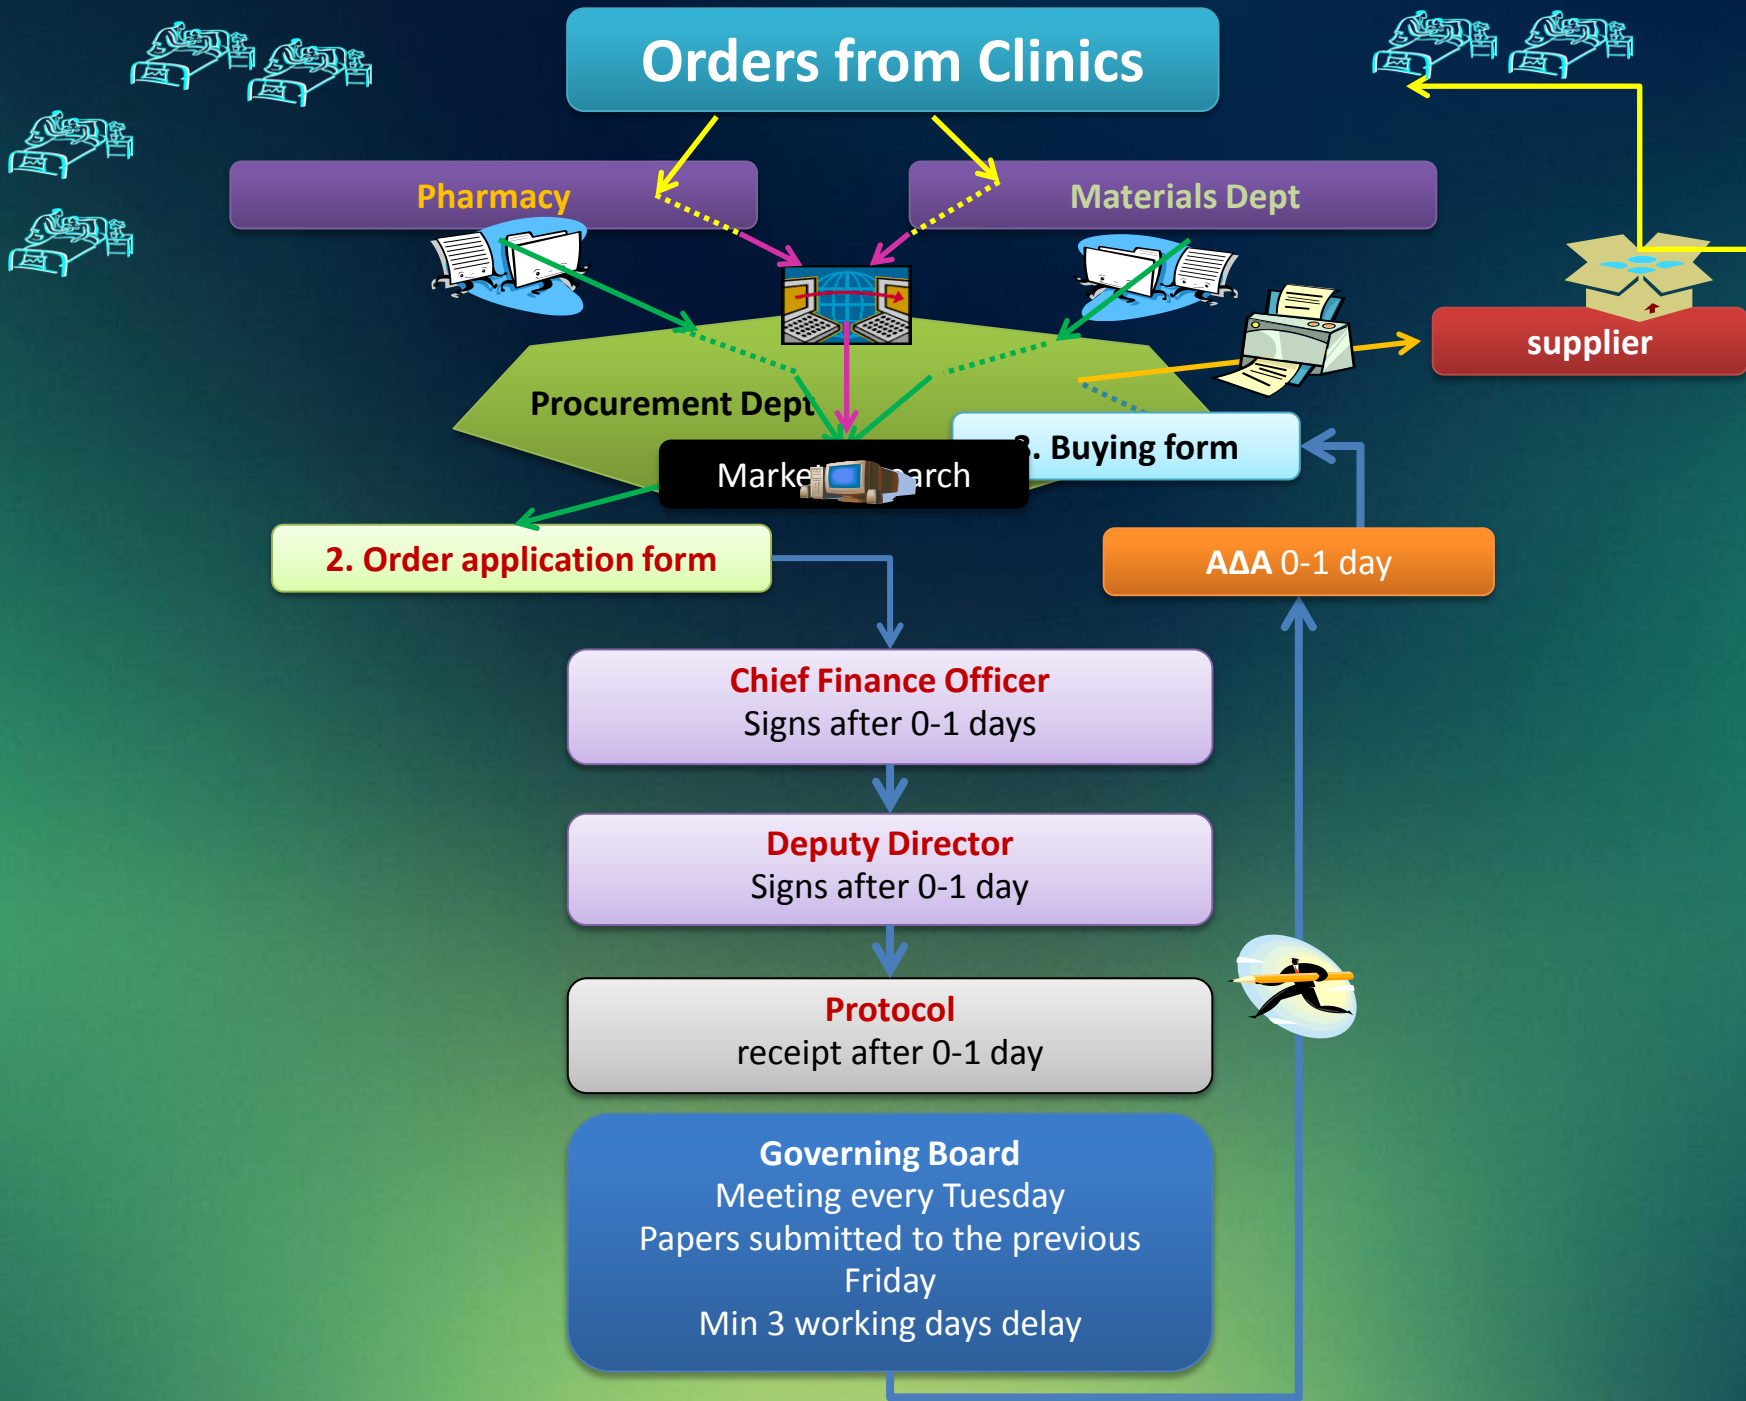 Orders from Clinics
Pharmacy
Materials Dept
supplier
Procurement Dept
. Buying form
Marke arch
2. Order application form
ΑΔΑ 0-1 day
Chief Finance Officer
Signs after 0-1 days
Deputy Director
Signs after 0-1 day
Protocol
receipt after 0-1 day
Governing Board
Meeting every Tuesday
Papers submitted to the previous
Friday
Min 3 working days delay